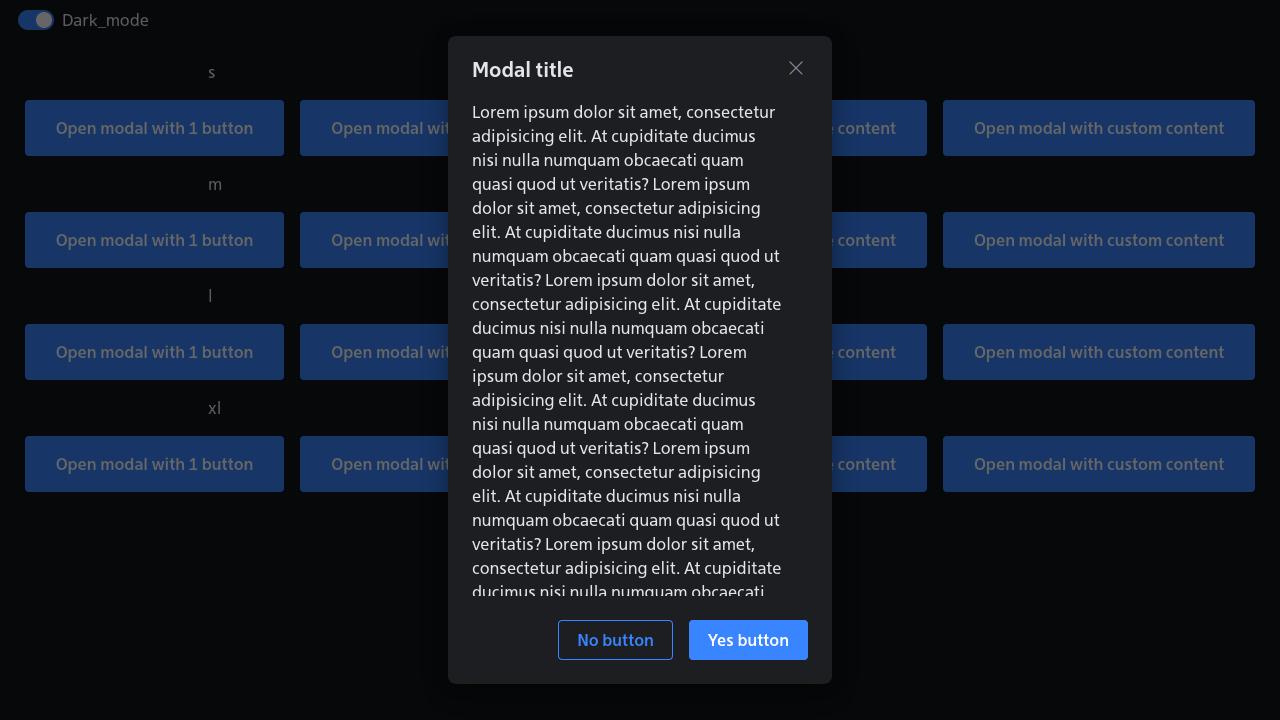 Dark_mode
Modal title
Lorem ipsum dolor sit amet, consectetur
adipisicing elit. At cupiditate ducimus
nisi nulla numquam obcaecati quam
quasi quod ut veritatis? Lorem ipsum
dolor sit amet, consectetur adipisicing
elit. At cupiditate ducimus nisi nulla
numquam obcaecati quam quasi quod ut
veritatis? Lorem ipsum dolor sit amet,
consectetur adipisicing elit. At cupiditate
ducimus nisi nulla numquam obcaecati
quam quasi quod ut veritatis? Lorem
ipsum dolor sit amet, consectetur
adipisicing elit. At cupiditate ducimus
nisi nulla numquam obcaecati quam
quasi quod ut veritatis? Lorem ipsum
dolor sit amet, consectetur adipisicing
elit. At cupiditate ducimus nisi nulla
numquam obcaecati quam quasi quod ut
veritatis? Lorem ipsum dolor sit amet,
consectetur adipisicing elit. At cupiditate
ducimus nisi nulla numquam obcaecati
No button
Yes button
s
Open modal with 1 button
Open modal
content
Open modal with custom content
m
Open modal with 1 button
Open modal
content
Open modal with custom content
l
Open modal with 1 button
Open modal
content
Open modal with custom content
xl
Open modal with 1 button
Open modal
content
Open modal with custom content